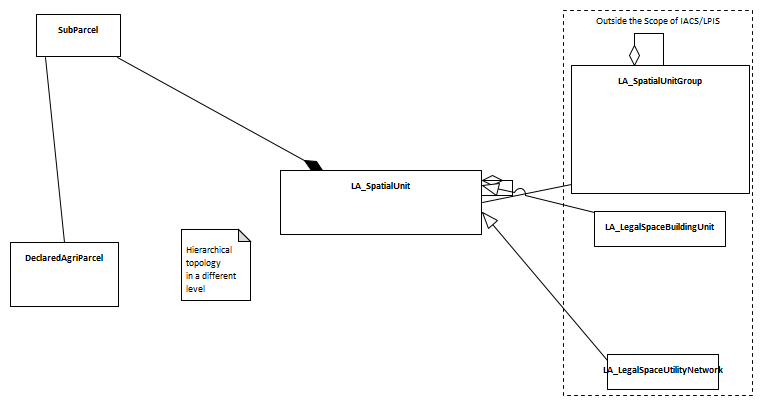 Outside the Scope of IACS/LPIS
SubParcel
LA_SpatialUnitGroup
LA_SpatialUnit
LA_LegalSpaceBuildingUnit
DeclaredAgriParcel
Hierarchical
topology
in a different
level
LA_LegalSpaceUtilityNetwork